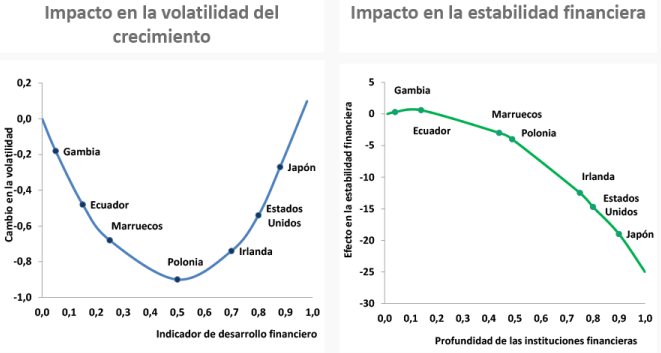 Impacto en la volatilidad del
crecimiento
Cambio en la volatilidad
0,2
0,0
-0,2
-0,4
-0,6
-0,8
-1,0
Gambia
Ecuador
Marruecos
Polonia
Irlanda
Estados
Unidos
Japón
0,0 0,1 0,2 0,3 0,4 0,5 0,6 0,7 0,8 0,9 1,0
Indicador de desarrollo financiero
Impacto en la estabilidad financiera
Efecto en la estabilidad financiera
5
0
-5
-10
-15
-20
-25
-30
Gambia
Ecuador
Marruecos
Polonia
Irlanda
Estados
Unidos
Japón
0,0 0,1 0,2 0,3 0,4 0,5 0,6 0,7 0,8 0,9 1,0
Profundidad de las instituciones financieras